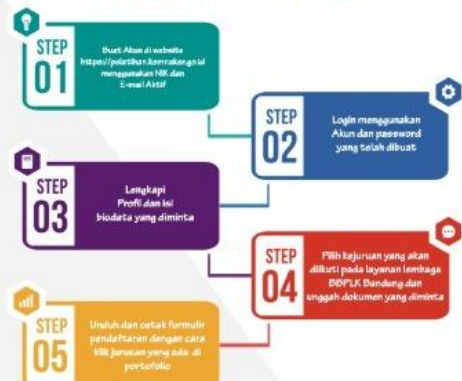 STEP
01
Buat Akun di website
https://pelatihan.kemnaker.go.id
menggunakan NIK dan
E-mail Aktif
STEP
02
Login menggunakan
Akun dan password
yang telah dibuat
STEP
03
Lengkapi
Profil dan isi
biodata yang diminta
STEP
04
Pilih kejuruan yang akan
diikuti pada layanan lembaga
BBPLK Bandung dan
unggah dokumen yang diminta
STEP
05
Unduh dan cetak formulir
pendaftaran dengan cara
klik jurusan yang ada di
portofolio